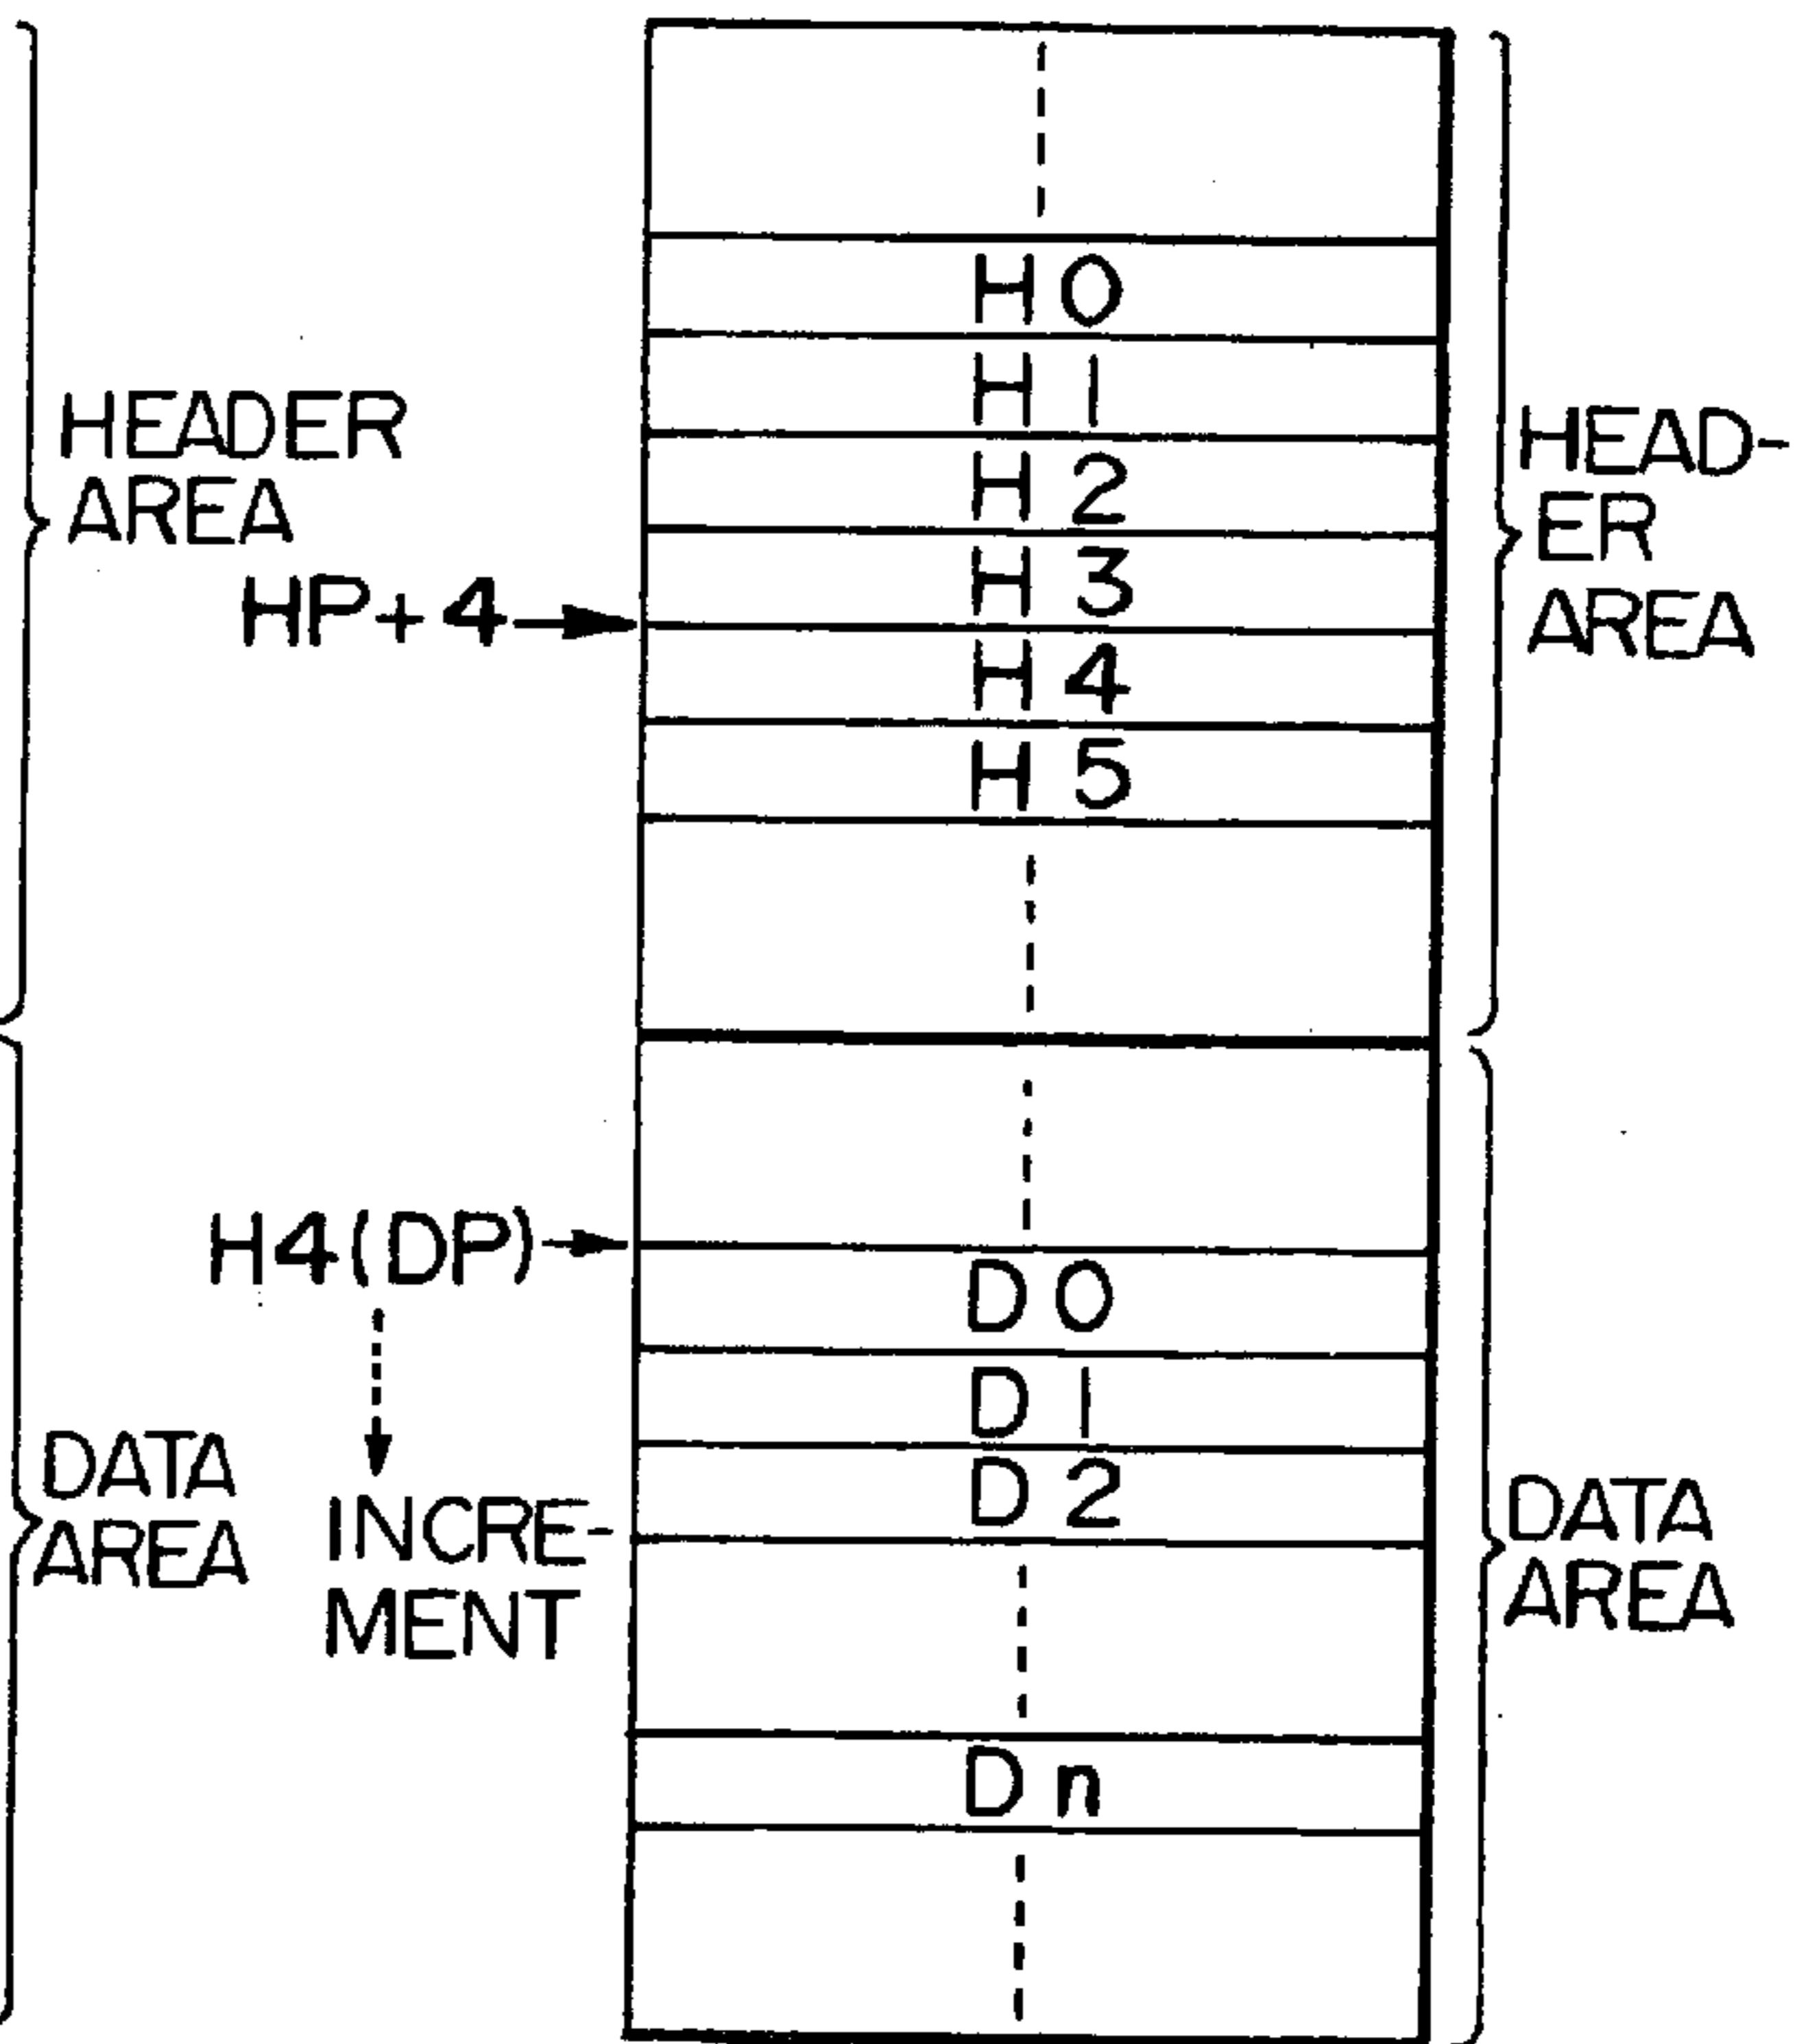 H0
H1
HEADER
AREA
HEAD-
ER
AREA
H2
H3
HP+4
H4
H5
H4(DP)
D0
D1
D2
DATA
AREA
INCRE-
MENT
DATA
AREA
Dn